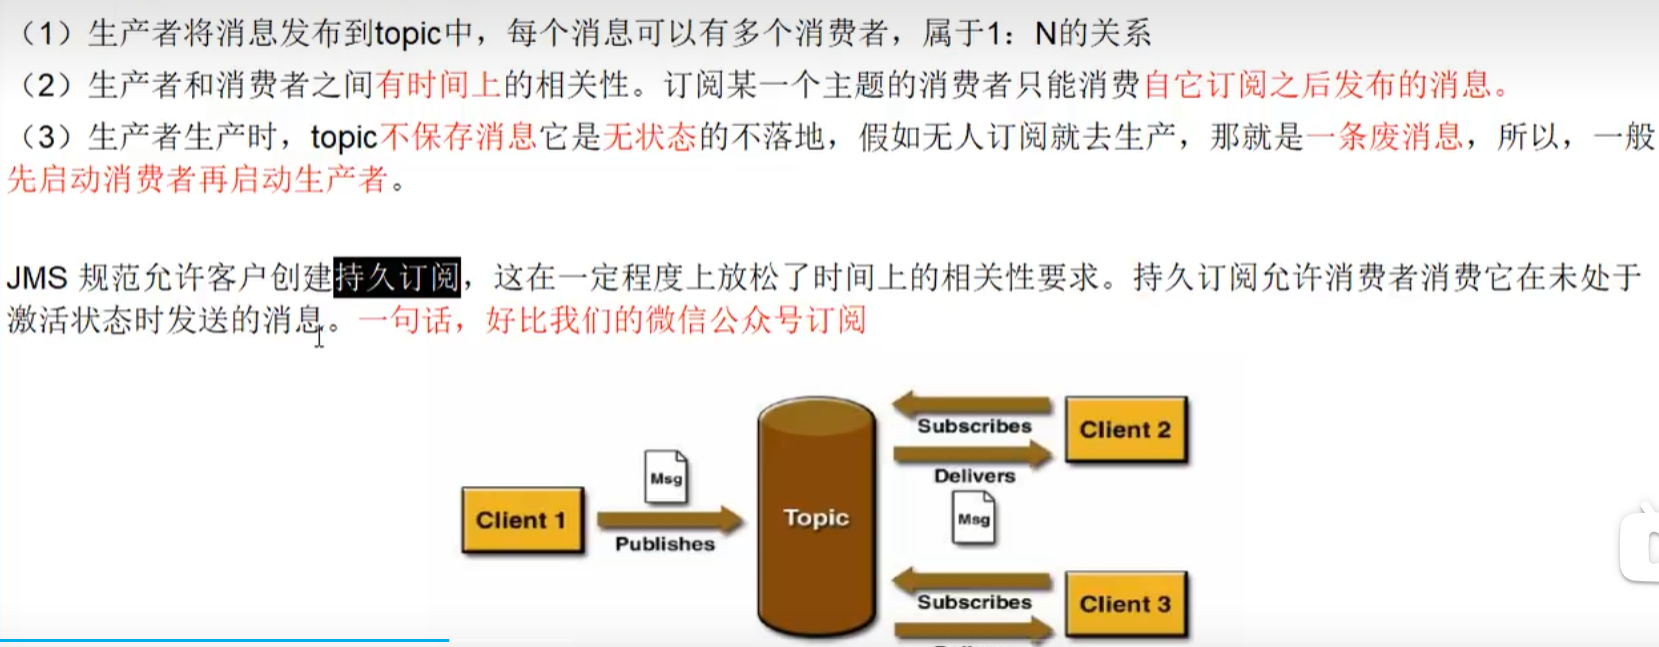 （1）生产者将消息发布到topic中，每个消息可以有多个消费者，属于1：N的关系
（2）生产者和消费者之间有时间上的相关性。订阅某一个主题的消费者只能消费自它订阅之后发布的消息。
（3）生产者生产时，topic不保存消息它是无状态的不落地，假如无人订阅就去生产，那就是一条废消息，所以，一般
先启动消费者再启动生产者。
JMS 规范允许客户创建持久订阅，这在一定程度上放松了时间上的相关性要求。持久订阅允许消费者消费它在未处于
激活状态时发送的消息。一句话，好比我们的微信公众号订阅
Subscribes
Client 2
Msg
Delivers
Client 1
Topic
Msg
Publishes
Subscribes
Client 3